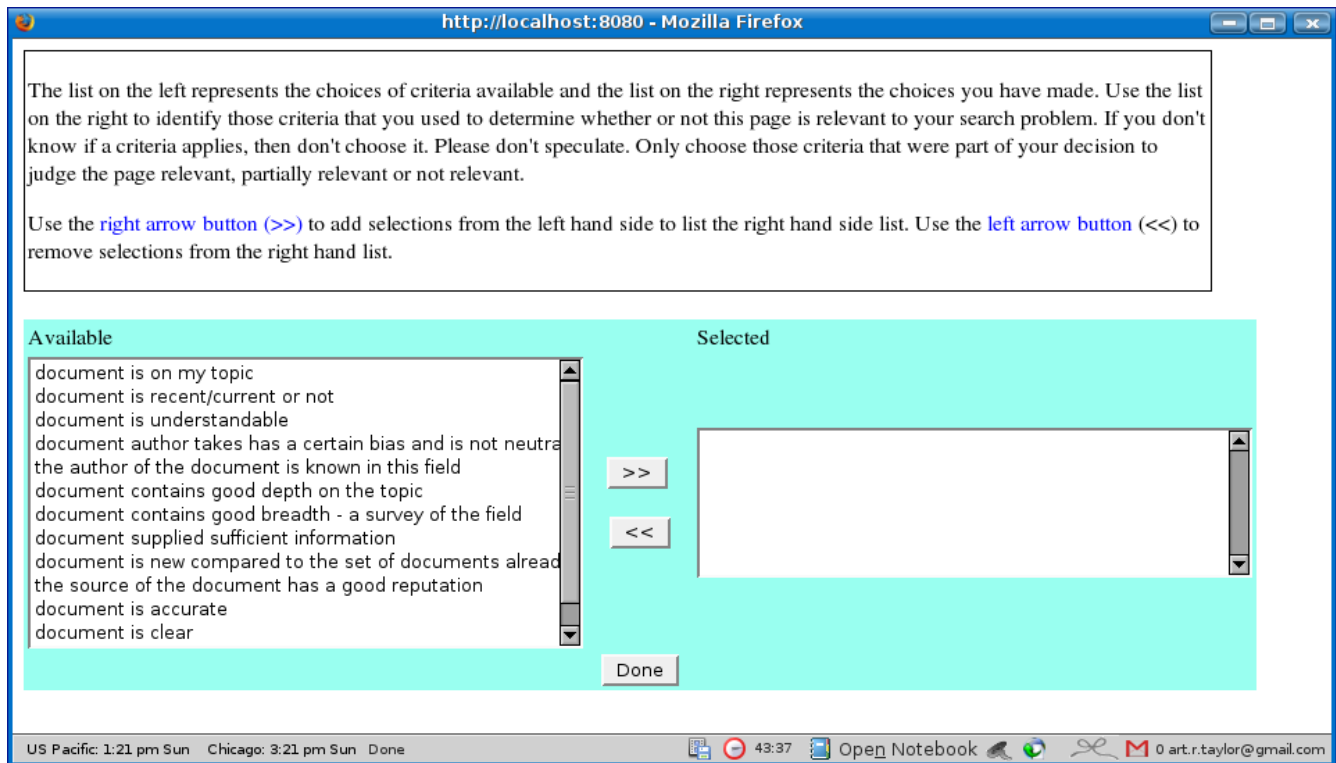 http://localhost:8080 - Mozilla Firefox
The list on the left represents the choices of criteria available and the list on the right represents the choices you have made. Use the list
on the right to identify those criteria that you used to determine whether or not this page is relevant to your search problem. If you don't
know if a criteria applies, then don't choose it. Please don't speculate. Only choose those criteria that were part of your decision to
judge the page relevant, partially relevant or not relevant.
Use the right arrow button (>>) to add selections from the left hand side to list the right hand side list. Use the left arrow button (<<) to
remove selections from the right hand list.
Available
document is on my topic
document is recent/current or not
document is understandable
document author takes has a certain bias and is not neutra
the author of the document is known in this field
document contains good depth on the topic
document contains good breadth - a survey of the field
document supplied sufficient information
document is new compared to the set of documents alread
the source of the document has a good reputation
document is accurate
document is clear
>>
<<
Done
Selected
US Pacific: 1:21 pm Sun Chicago: 3:21 pm Sun Done 43:37 Open Notebook 0 art.r.taylor@gmail.com